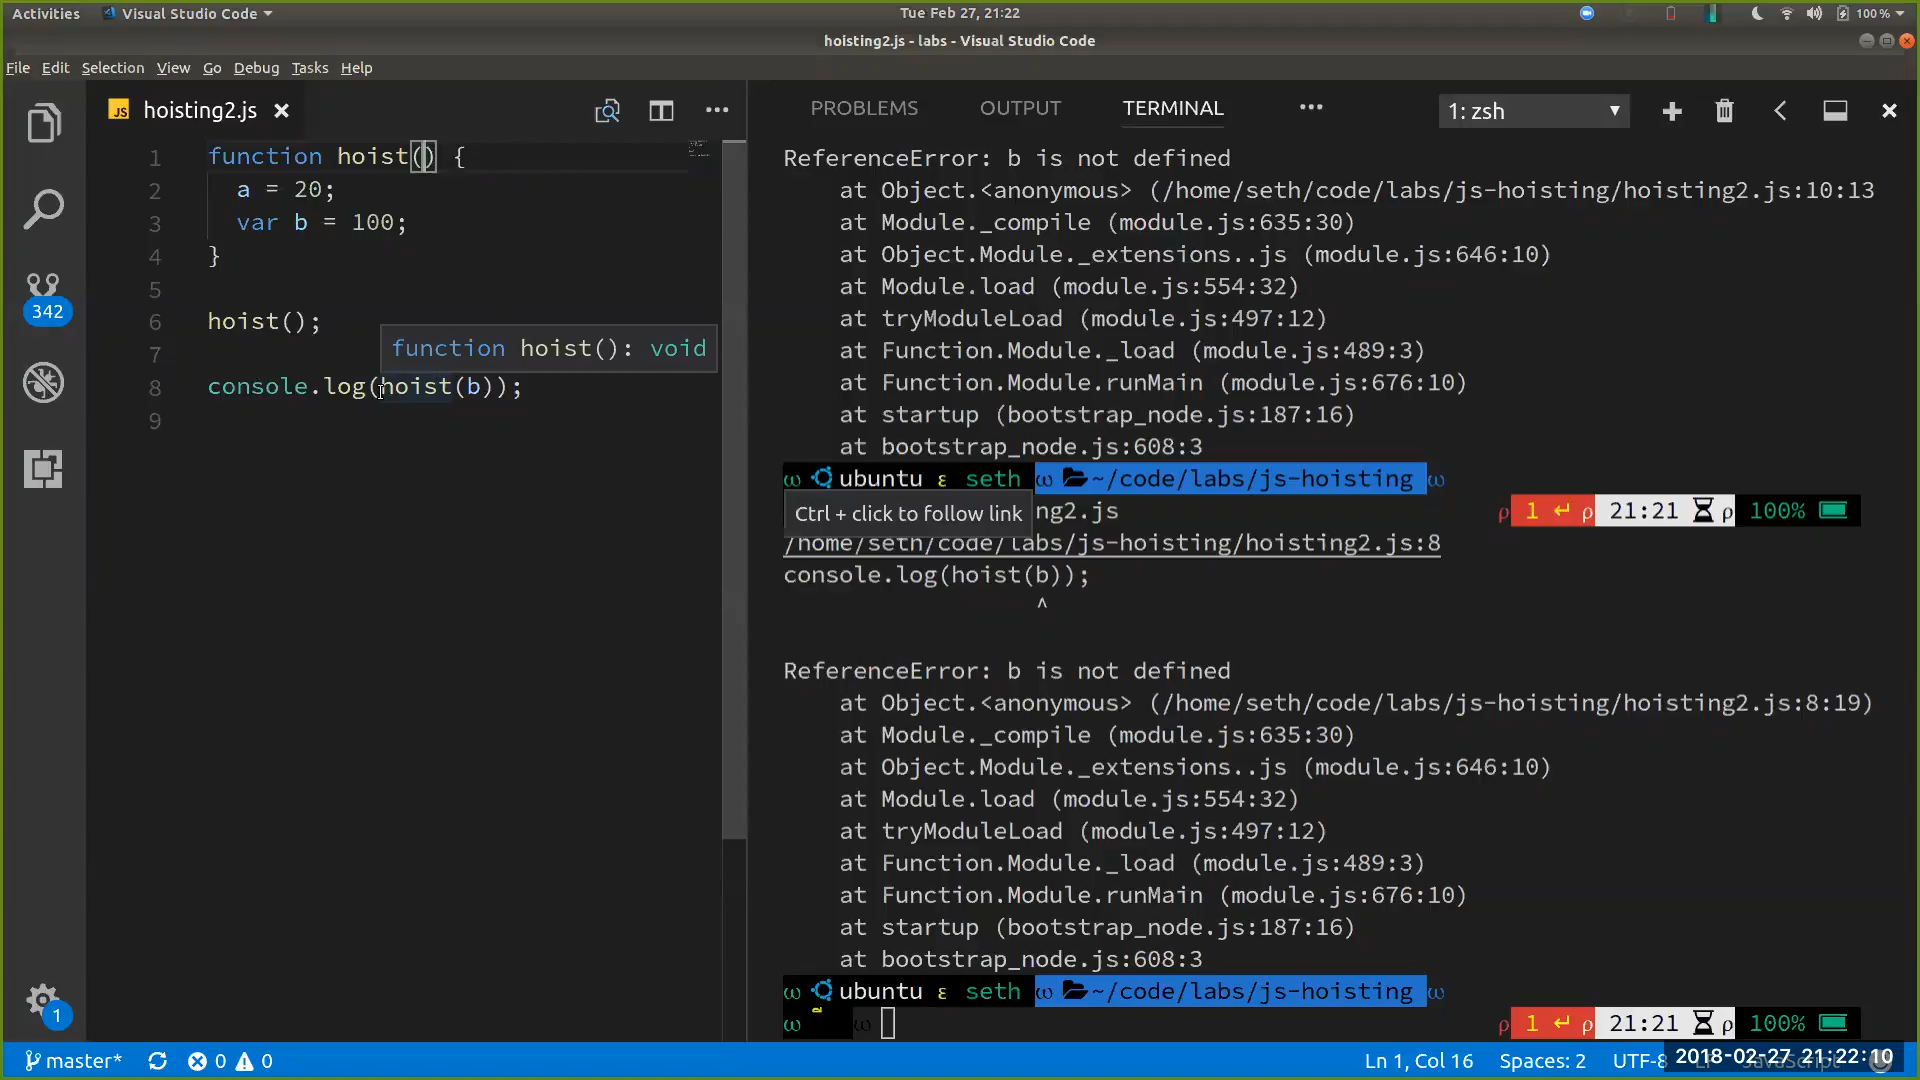 Activities Visual Studio Code Tue Feb 27, 21:22 100 %
hoisting2.js - labs - Visual Studio Code
File Edit Selection View Go Debug Tasks Help
JS hoisting2.js
PROBLEMS OUTPUT TERMINAL 1: zsh
1 function hoist() {
2 a = 20;
3 var b = 100;
4 }
5
6 hoist();
7
function hoist(): void
8 console.log(hoist(b));
9
342
1
ReferenceError: b is not defined
at Object.<anonymous> (/home/seth/code/labs/js-hoisting/hoisting2.js:10:13
at Module._compile (module.js:635:30)
at Object.Module._extensions..js (module.js:646:10)
at Module.load (module.js:554:32)
at tryModuleLoad (module.js:497:12)
at Function.Module._load (module.js:489:3)
at Function.Module.runMain (module.js:676:10)
at startup (bootstrap_node.js:187:16)
at bootstrap_node.js:608:3
ω ubuntu ε seth ω ~/code/labs/js-hoisting ω
Ctrl + click to follow link
ng2.js ρ 1 ↵ ρ 21:21 ρ 100%
/home/seth/code/labs/js-hoisting/hoisting2.js:8
console.log(hoist(b));
^
ReferenceError: b is not defined
at Object.<anonymous> (/home/seth/code/labs/js-hoisting/hoisting2.js:8:19)
at Module._compile (module.js:635:30)
at Object.Module._extensions..js (module.js:646:10)
at Module.load (module.js:554:32)
at tryModuleLoad (module.js:497:12)
at Function.Module._load (module.js:489:3)
at Function.Module.runMain (module.js:676:10)
at startup (bootstrap_node.js:187:16)
at bootstrap_node.js:608:3
ω ubuntu ε seth ω ~/code/labs/js-hoisting ω
ω ~ ω ρ 1 ↵ ρ 21:21 ρ 100%
master* 0 0 Ln 1, Col 16 Spaces: 2 UTF-8
2018-02-27 21:22:10